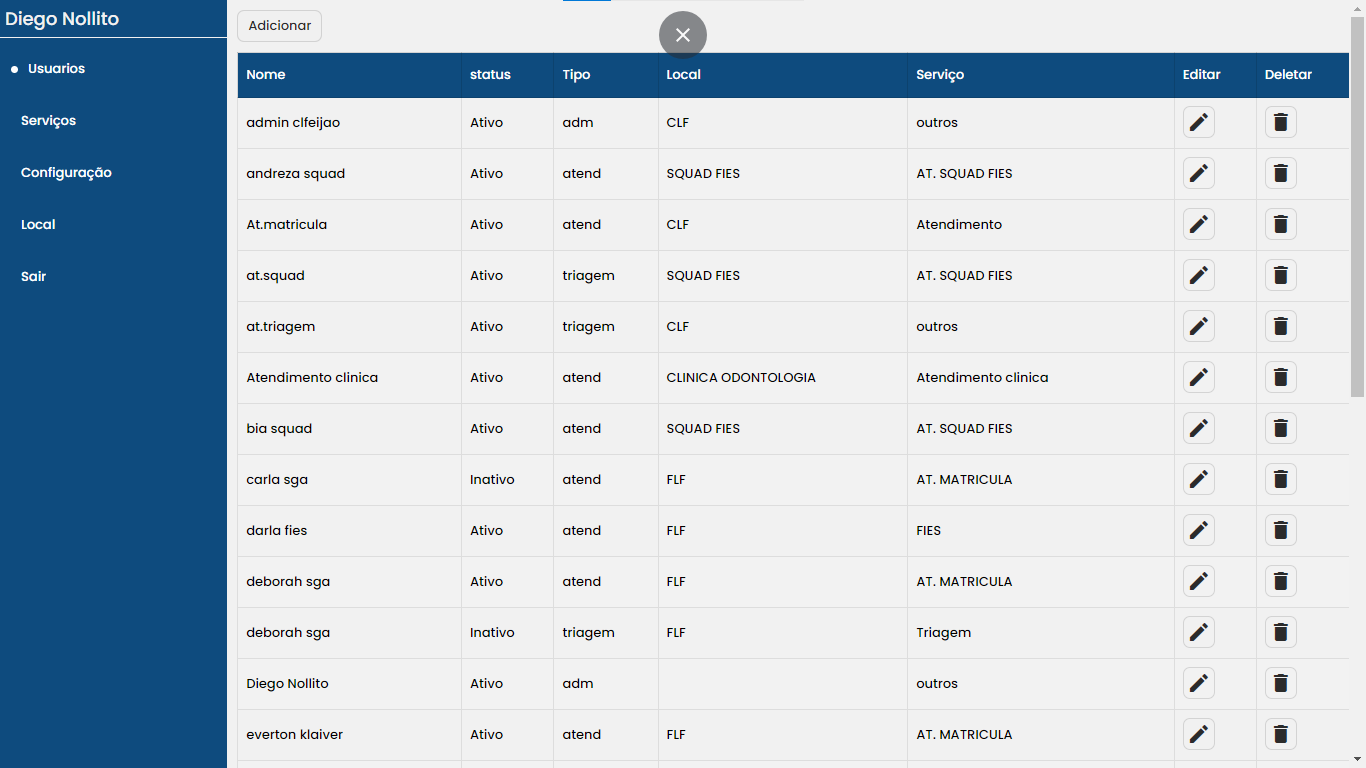 Diego Nollito
Usuarios
Serviços
Configuração
Local
Sair
Adicionar
Nome status Tipo Local Serviço Editar Deletar
admin clfeijao Ativo adm CLF outros
andreza squad Ativo atend SQUAD FIES AT. SQUAD FIES
At.matricula Ativo atend CLF Atendimento
at.squad Ativo triagem SQUAD FIES AT. SQUAD FIES
at.triagem Ativo triagem CLF outros
Atendimento clinica Ativo atend CLINICA ODONTOLOGIA Atendimento clinica
bia squad Ativo atend SQUAD FIES AT. SQUAD FIES
carla sga Inativo atend FLF AT. MATRICULA
darla fies Ativo atend FLF FIES
deborah sga Ativo atend FLF AT. MATRICULA
deborah sga Inativo triagem FLF Triagem
Diego Nollito Ativo adm outros
everton klaiver Ativo atend FLF AT. MATRICULA